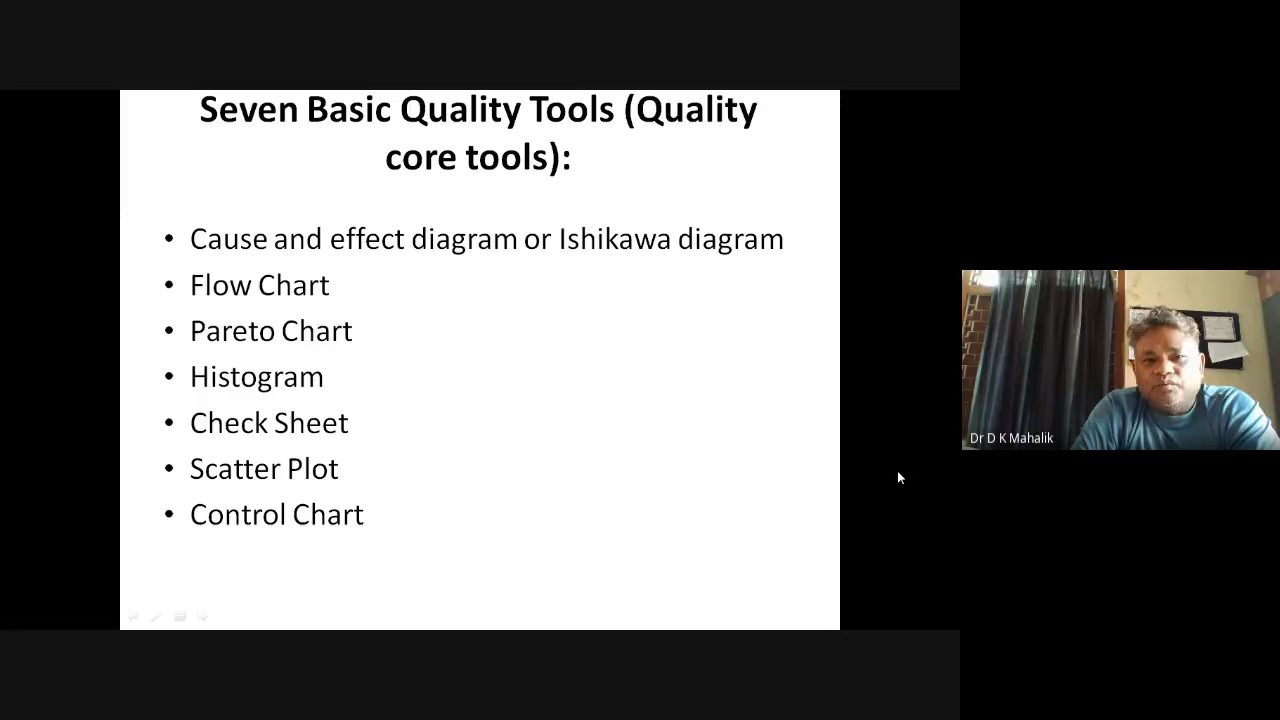 Seven Basic Quality Tools (Quality
core tools):
• Cause and effect diagram or Ishikawa diagram
• Flow Chart
• Pareto Chart
• Histogram
• Check Sheet
• Scatter Plot
• Control Chart
Dr D K Mahalik